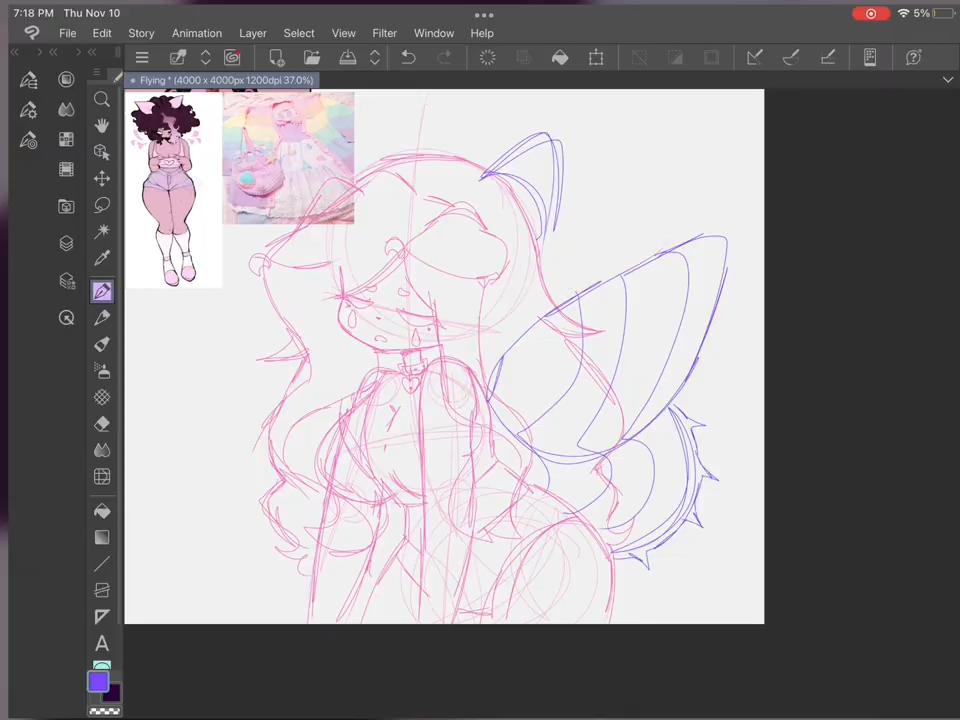 7:18 PM Thu Nov 10
5%
File Edit Story Animation Layer Select View Filter Window Help
Flying * (4000 x 4000px 1200dpi 37.0%)
A